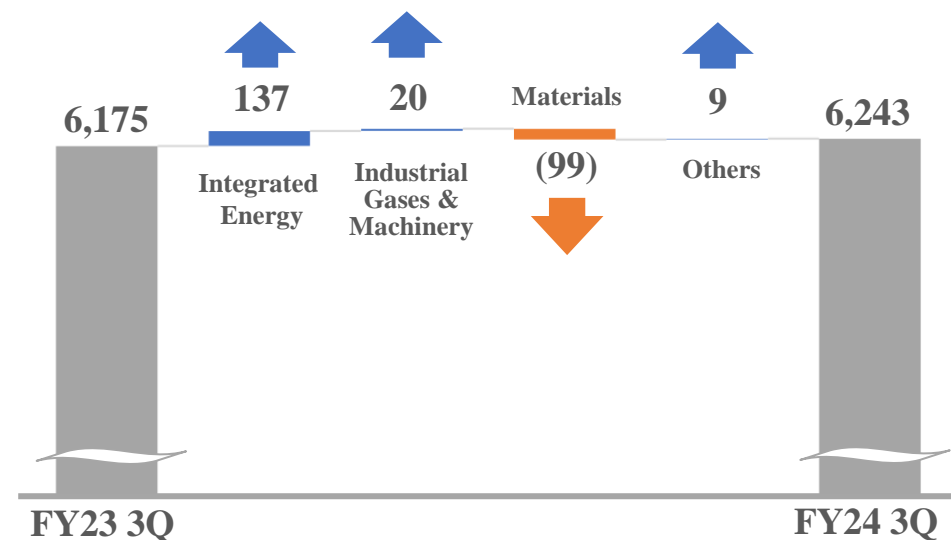 6,175
137
Integrated
Energy
20
Industrial
Gases &
Machinery
Materials
(99)
9
Others
6,243
FY23 3Q
FY24 3Q